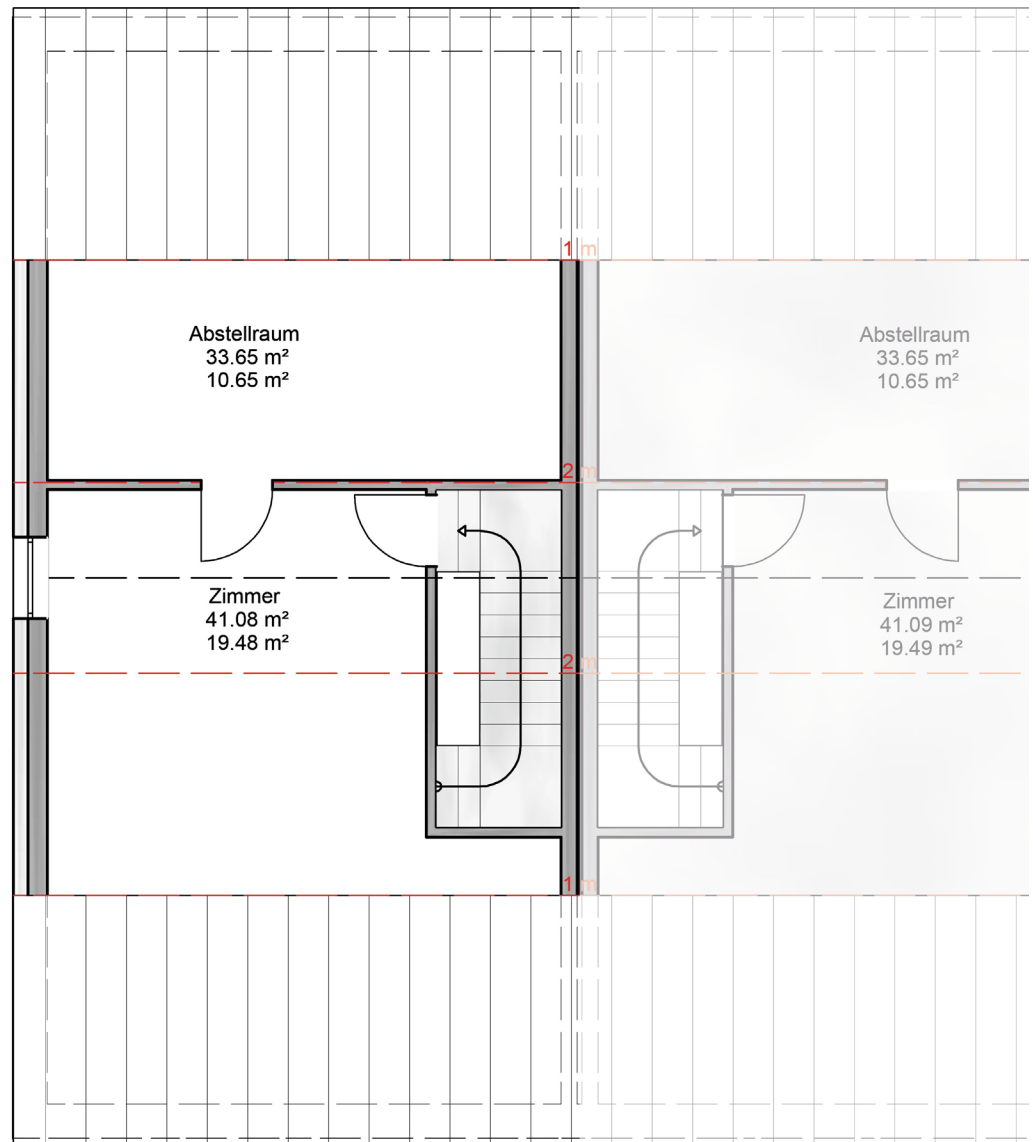 1 m
Abstellraum
33.65 m²
10.65 m²
Abstellraum
33.65 m²
10.65 m²
2 m
Zimmer
41.08 m²
19.48 m²
Zimmer
41.09 m²
19.49 m²
2 m
1 m